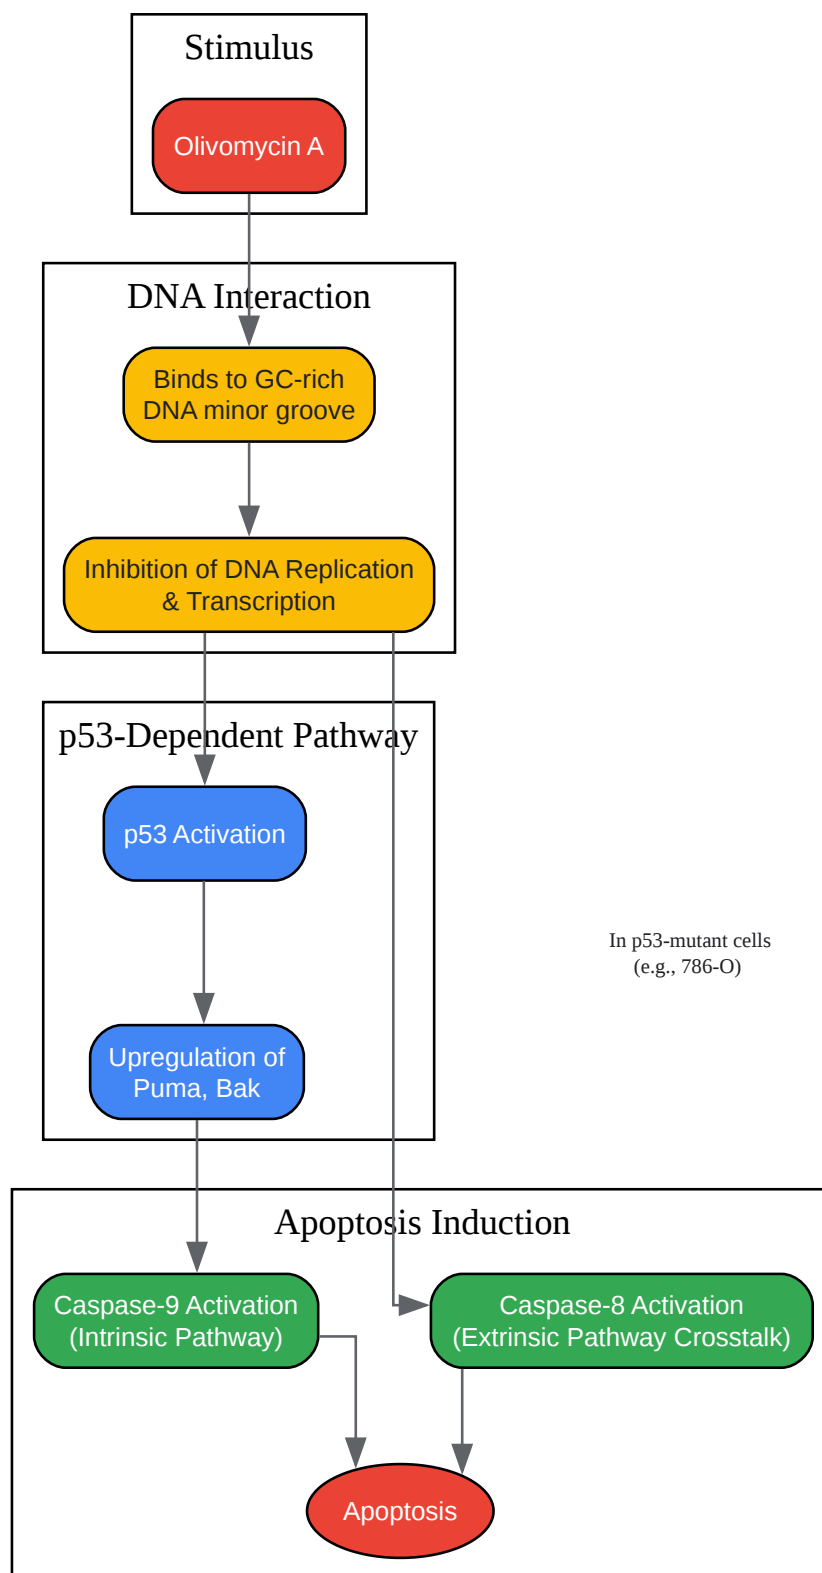 Stimulus
Olivomycin A
DNA Interaction
Binds to GC-rich
DNA minor groove
Inhibition of DNA Replication
& Transcription
p53-Dependent Pathway
p53 Activation
In p53-mutant cells
(e.g., 786-O)
Upregulation of
Puma, Bak
Apoptosis Induction
Caspase-9 Activation
(Intrinsic Pathway)
Caspase-8 Activation
(Extrinsic Pathway Crosstalk)
Apoptosis